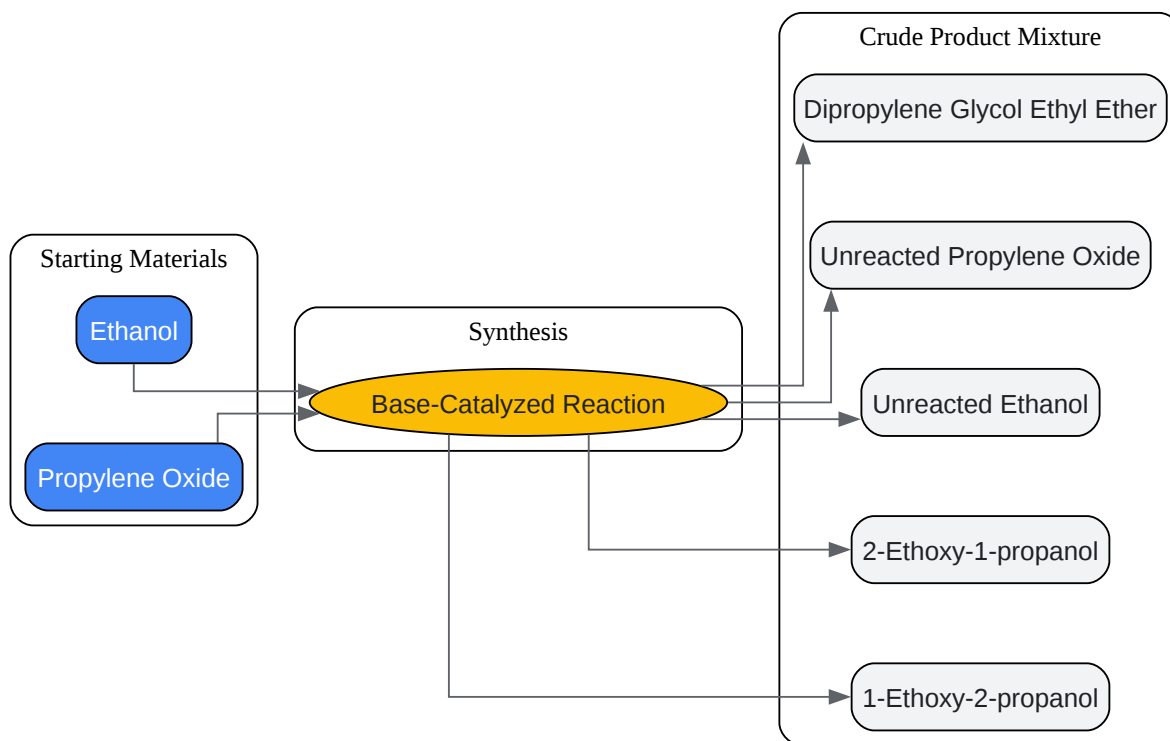 Starting Materials
Ethanol
Propylene Oxide
Synthesis
Base-Catalyzed Reaction
Crude Product Mixture
Dipropylene Glycol Ethyl Ether
Unreacted Propylene Oxide
Unreacted Ethanol
2-Ethoxy-1-propanol
1-Ethoxy-2-propanol